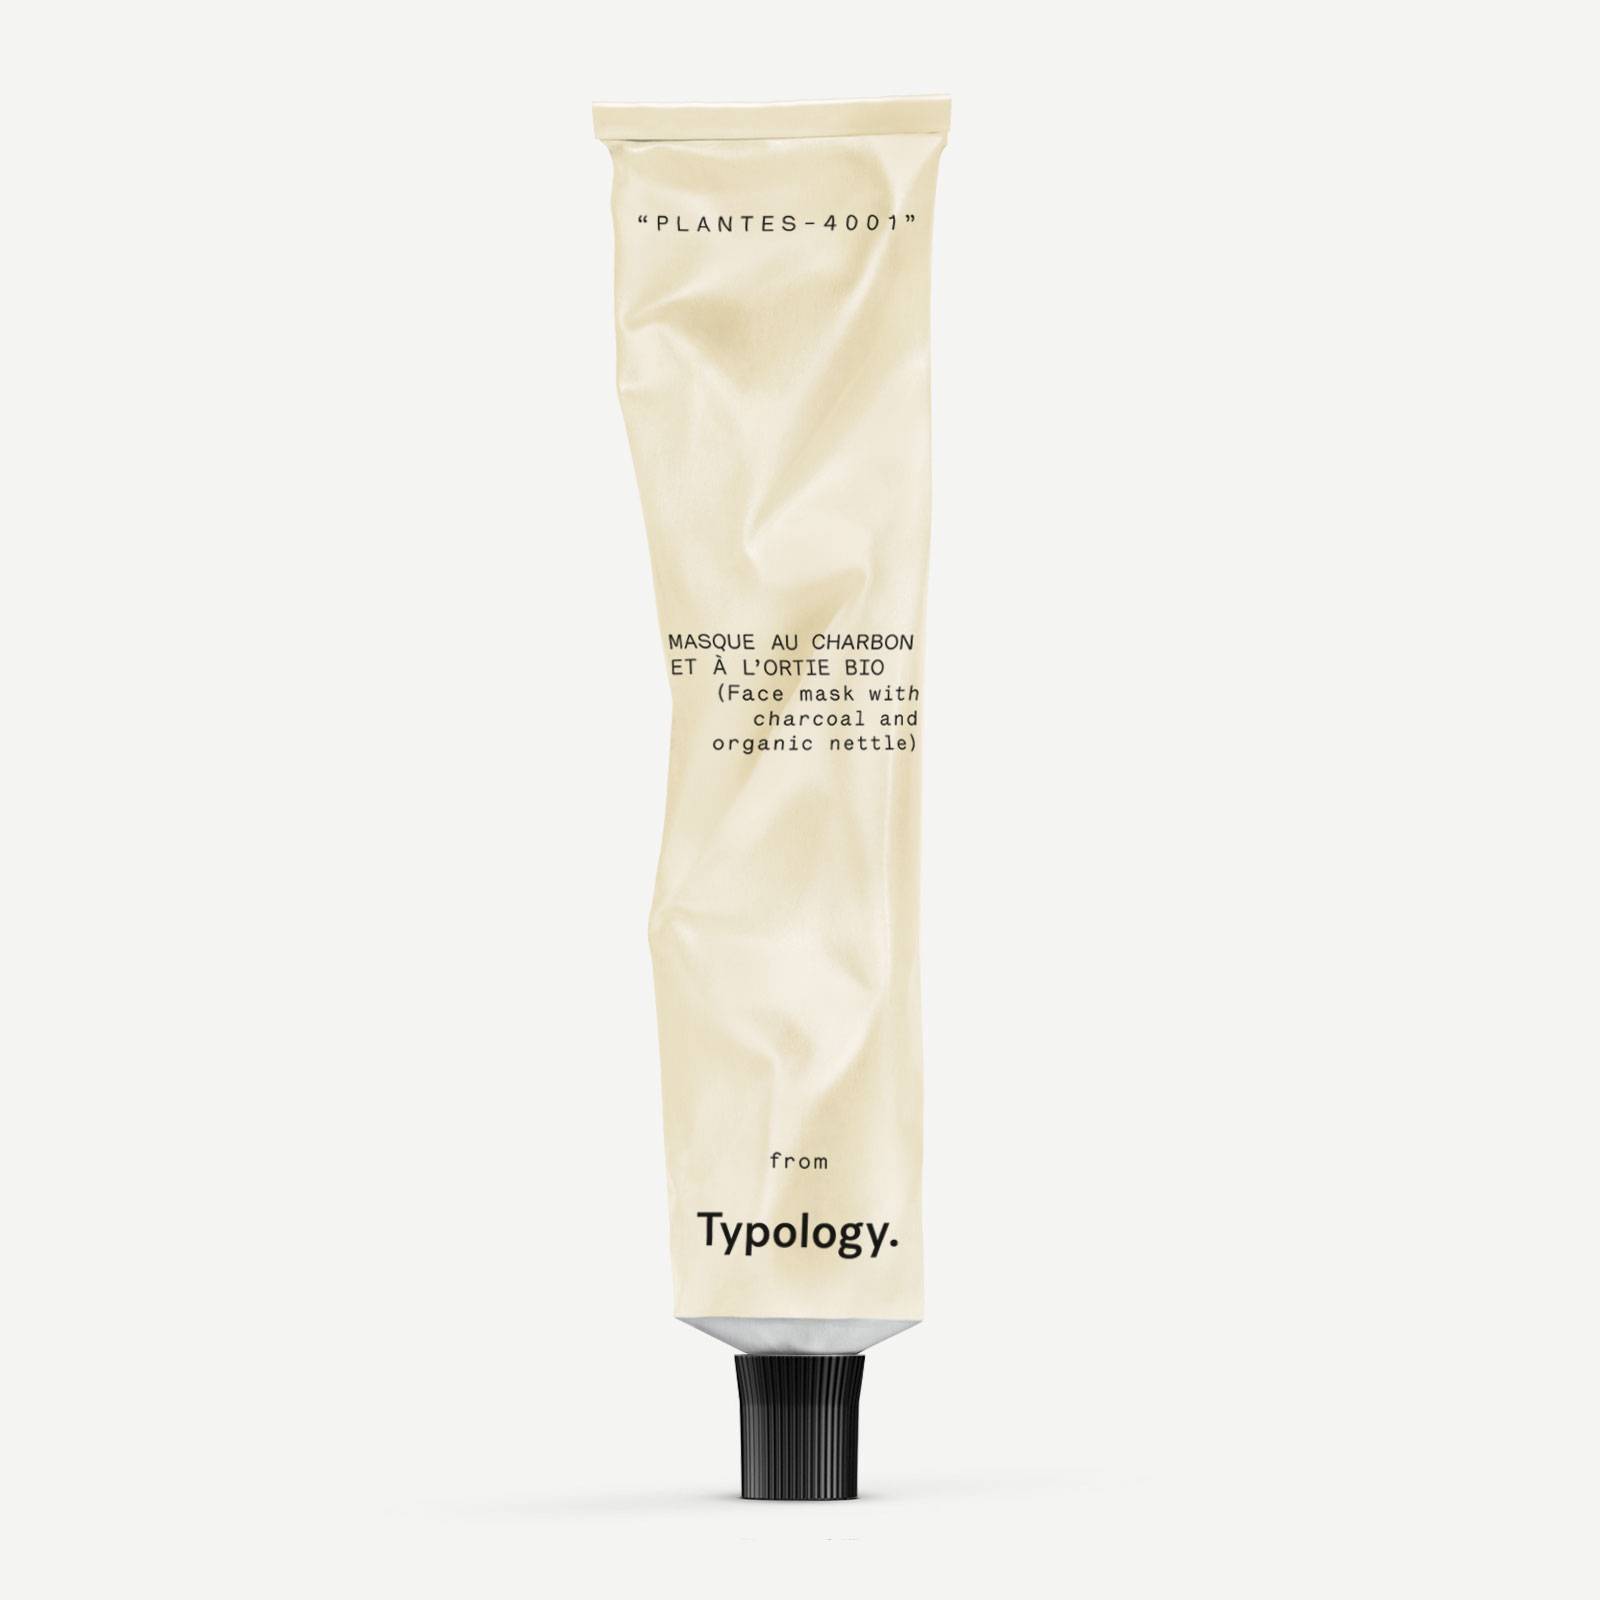 “PLANTES-4001”
MASQUE AU CHARBON
ET À L’ORTIE BIO
(Face mask with
charcoal and
organic nettle)
from
Typology.